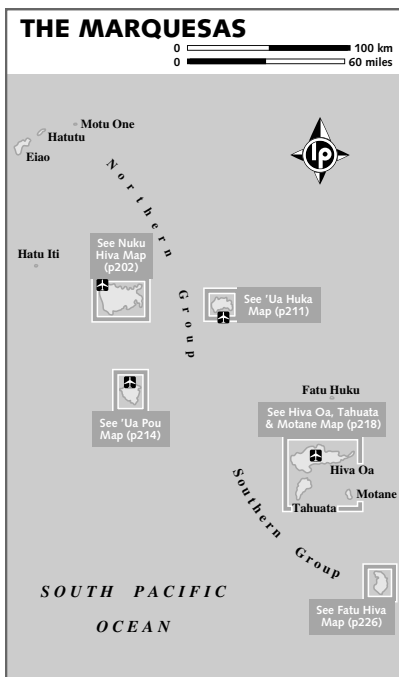 THE MARQUESAS
0 100 km
0 60 miles
Motu One
Hatutu
Eiao
Northern Group
lp
Hatu Iti
See Nuku
Hiva Map
(p202)
See 'Ua Huka
Map (p211)
See 'Ua Pou
Map (p214)
Fatu Huku
See Hiva Oa, Tahuata
& Motane Map (p218)
Hiva Oa
Motane
Tahuata
Southern Group
See Fatu Hiva
Map (p226)
SOUTH PACIFIC
OCEAN